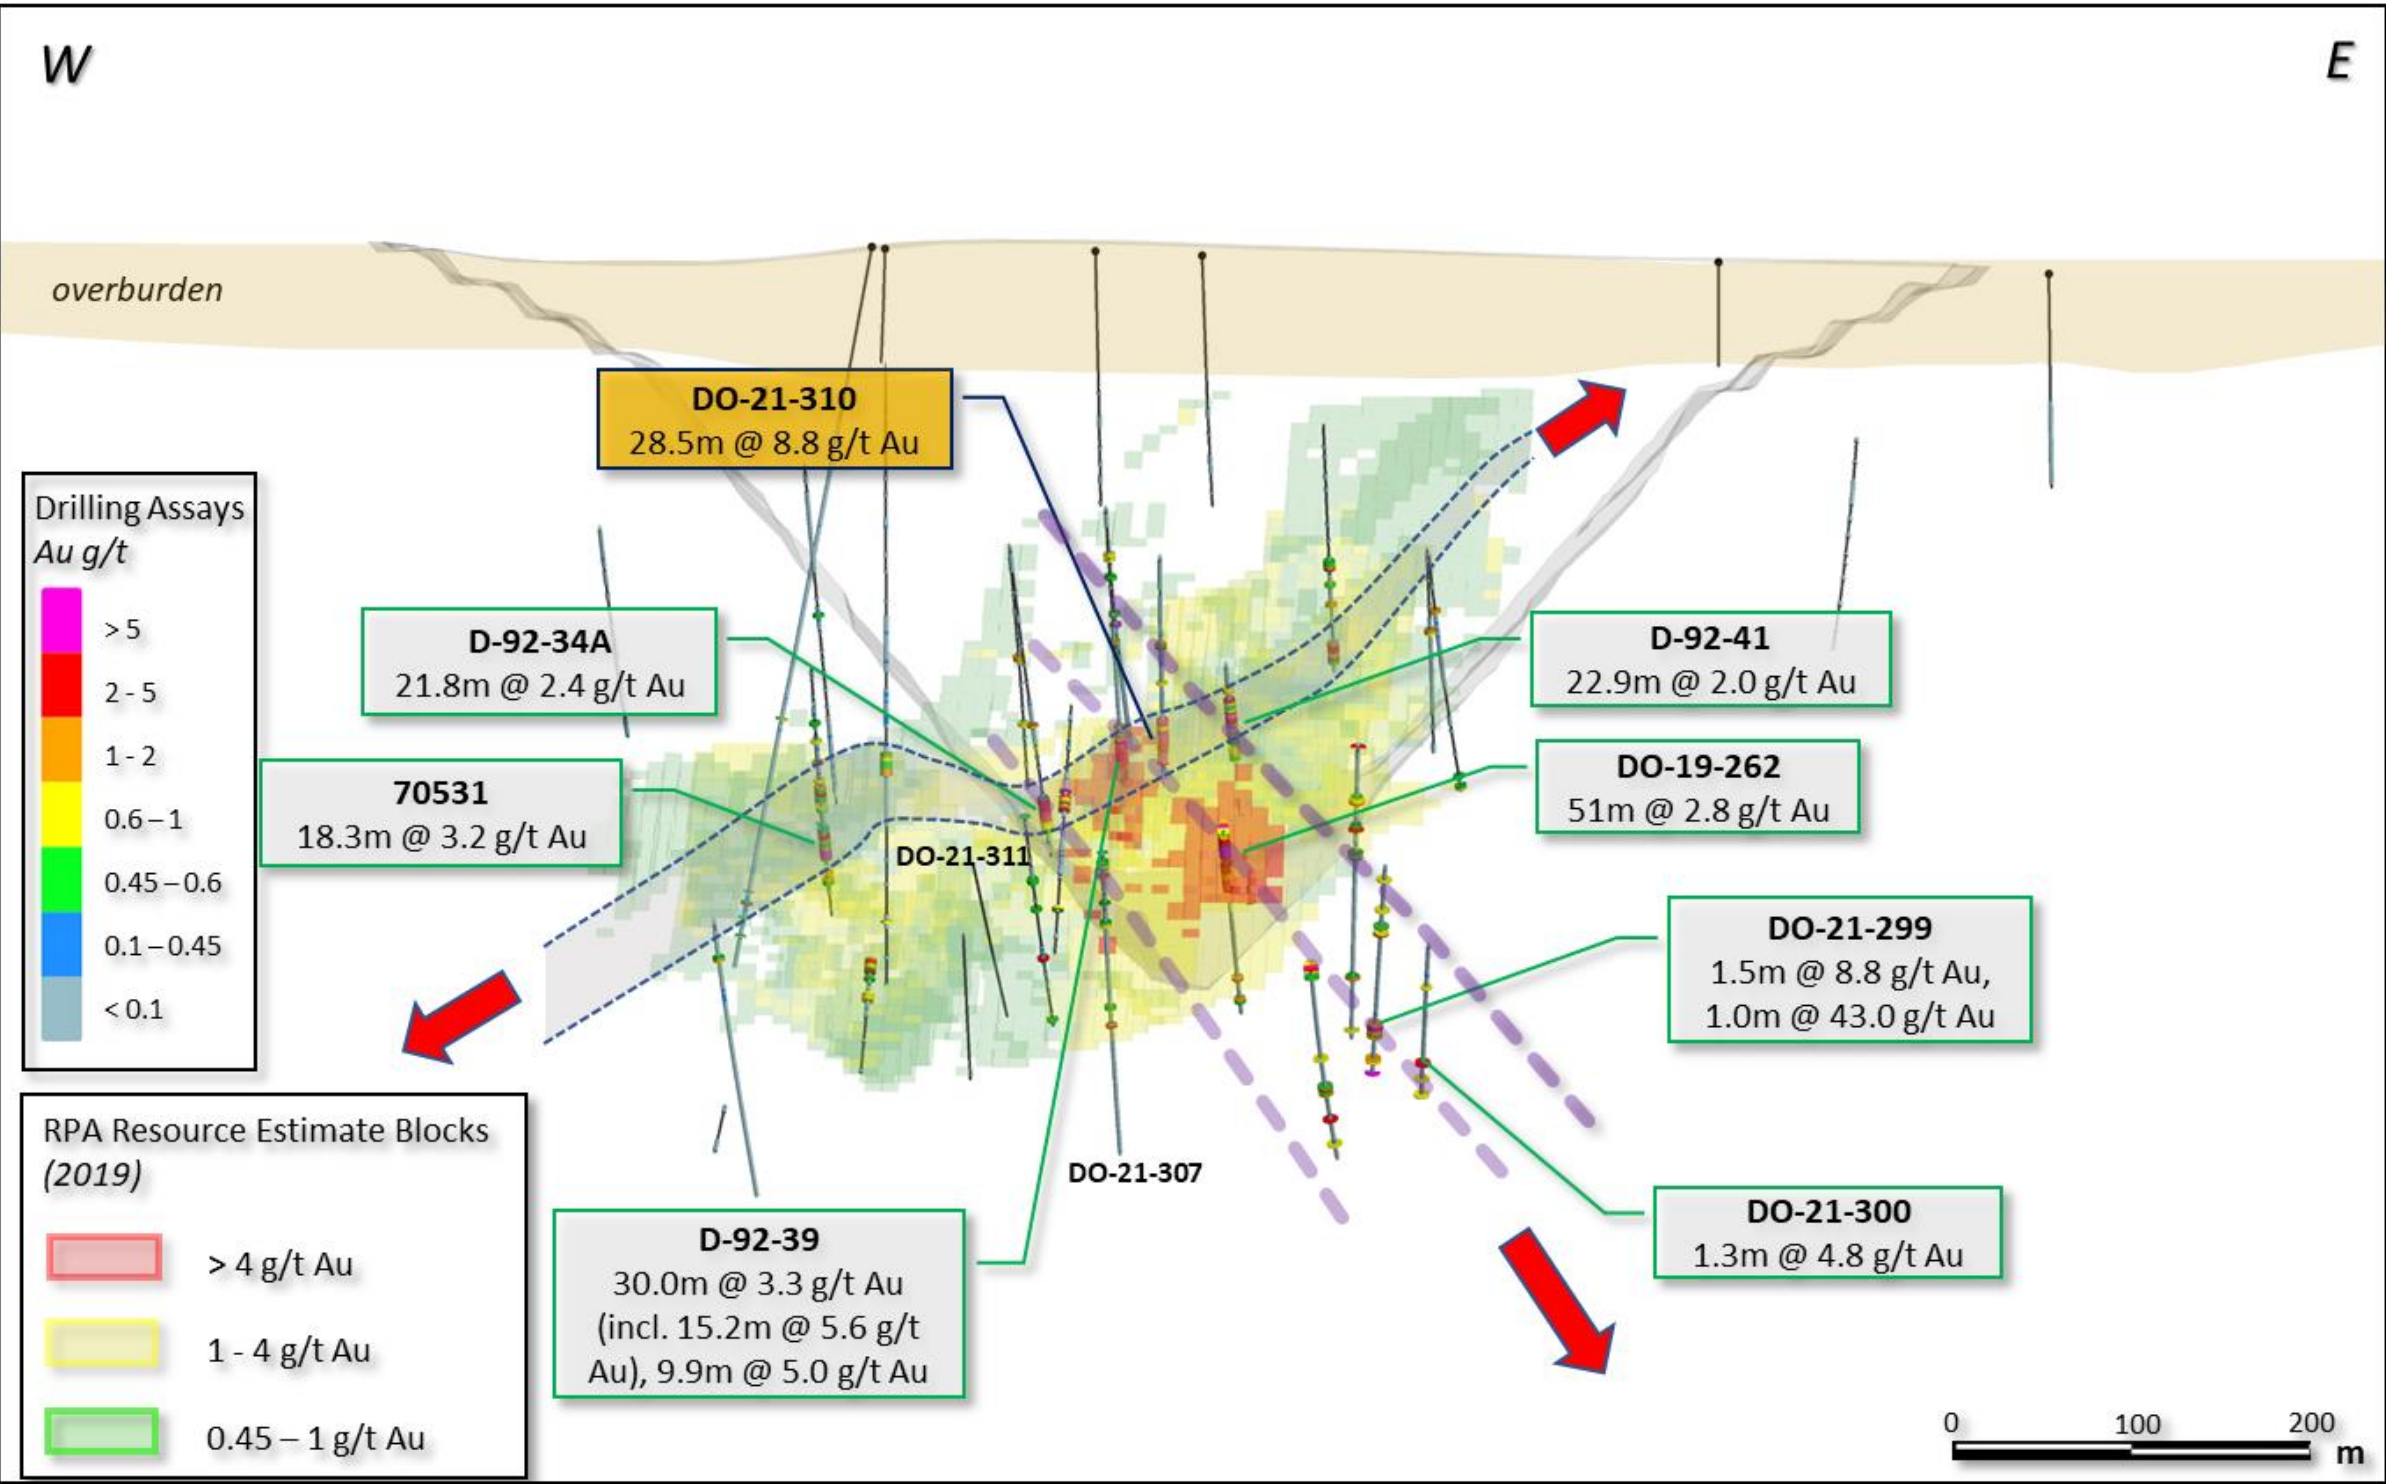 W
E
overburden
DO-21-310
28.5m @ 8.8 g/t Au
Drilling Assays
Au g/t
> 5
2 - 5
1 - 2
0.6 – 1
0.45 – 0.6
0.1 – 0.45
< 0.1
D-92-34A
21.8m @ 2.4 g/t Au
D-92-41
22.9m @ 2.0 g/t Au
70531
18.3m @ 3.2 g/t Au
DO-19-262
51m @ 2.8 g/t Au
DO-21-311
DO-21-299
1.5m @ 8.8 g/t Au,
1.0m @ 43.0 g/t Au
DO-21-307
RPA Resource Estimate Blocks
(2019)
> 4 g/t Au
1 - 4 g/t Au
0.45 – 1 g/t Au
D-92-39
30.0m @ 3.3 g/t Au
(incl. 15.2m @ 5.6 g/t
Au), 9.9m @ 5.0 g/t Au
DO-21-300
1.3m @ 4.8 g/t Au
0 100 200
m